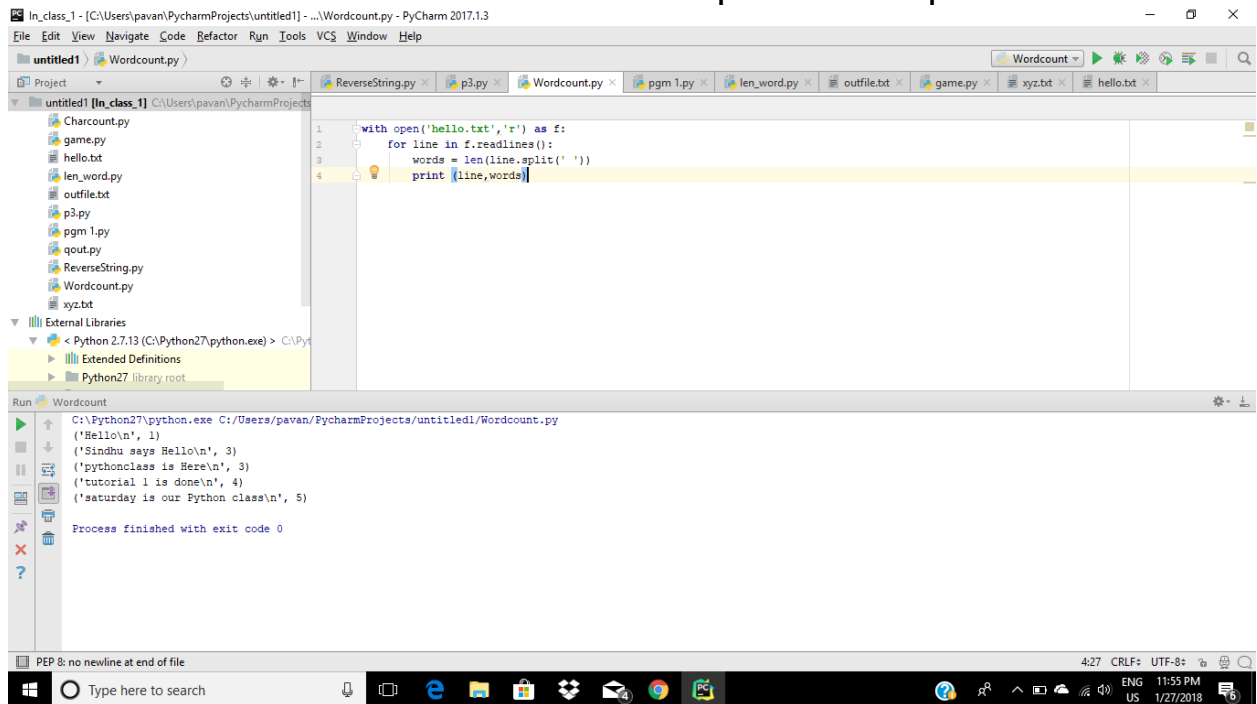 In_class_1 - [C:\Users\pavan\PycharmProjects\untitled1] - ...\Wordcount.py - PyCharm 2017.1.3
File Edit View Navigate Code Refactor Run Tools VCS Window Help
untitled1 Wordcount.py Wordcount
Project ReverseString.py p3.py Wordcount.py pgm 1.py len_word.py outfile.txt game.py xyz.txt hello.txt
untitled1 [In_class_1] C:\Users\pavan\PycharmProjects
Charcount.py
game.py
hello.txt
len_word.py
outfile.txt
p3.py
pgm 1.py
qout.py
ReverseString.py
Wordcount.py
xyz.txt
External Libraries
< Python 2.7.13 (C:\Python27\python.exe) > C:\Pyt
Extended Definitions
Python27 library root
1 with open('hello.txt','r') as f:
2 for line in f.readlines():
3 words = len(line.split(' '))
4 print (line,words)
Run Wordcount
C:\Python27\python.exe C:/Users/pavan/PycharmProjects/untitled1/Wordcount.py
('Hello\n', 1)
('Sindhu says Hello\n', 3)
('pythonclass is Here\n', 3)
('tutorial 1 is done\n', 4)
('saturday is our Python class\n', 5)
Process finished with exit code 0
PEP 8: no newline at end of file 4:27 CRLF UTF-8
Type here to search 4 ENG 11:55 PM
US 1/27/2018 6